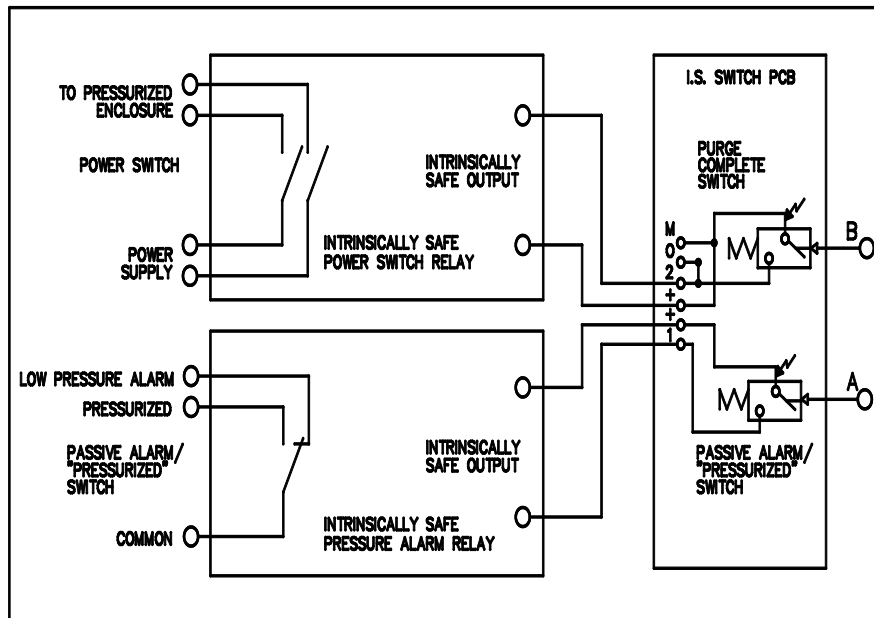 TO PRESSURIZED
ENCLOSURE
POWER SWITCH
POWER
SUPPLY
INTRINSICALLY
SAFE OUTPUT
INTRINSICALLY SAFE
POWER SWITCH RELAY
LOW PRESSURE ALARM
PRESSURIZED
PASSIVE ALARM/
"PRESSURIZED"
SWITCH
COMMON
INTRINSICALLY
SAFE OUTPUT
INTRINSICALLY SAFE
PRESSURE ALARM RELAY
I.S. SWITCH PCB
PURGE
COMPLETE
SWITCH
M
O
2
+
+
1
B
A
PASSIVE ALARM/
"PRESSURIZED"
SWITCH